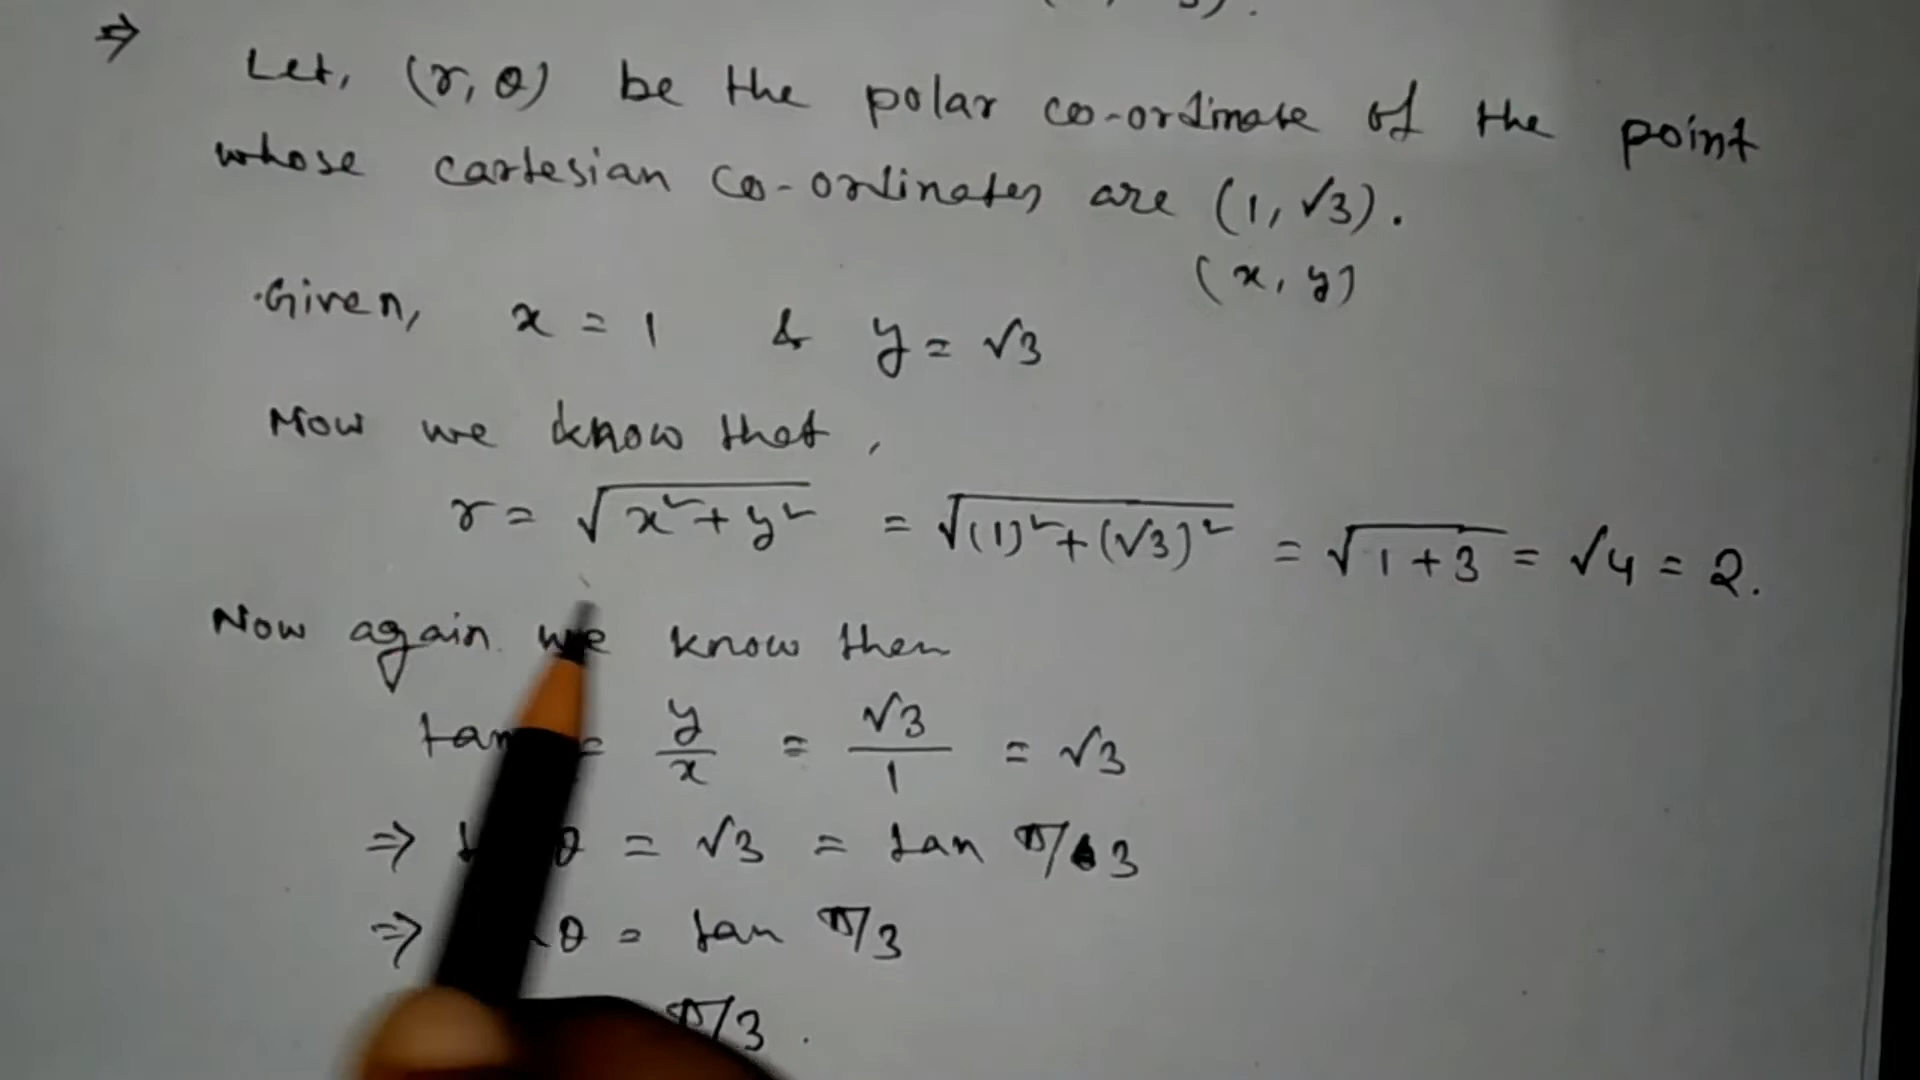 ⇒ Let, (r, θ) be the polar co-ordinate of the point
whose cartesian co-ordinates are (1, √3).
(x, y)
Given, x = 1 & y = √3
Now we know that,
r = √(x² + y²) = √((1)² + (√3)²) = √(1 + 3) = √4 = 2.
Now again we know then
tan = y/x = √3/1 = √3
⇒ θ = √3 = tan π/3
⇒ θ = tan π/3
π/3.